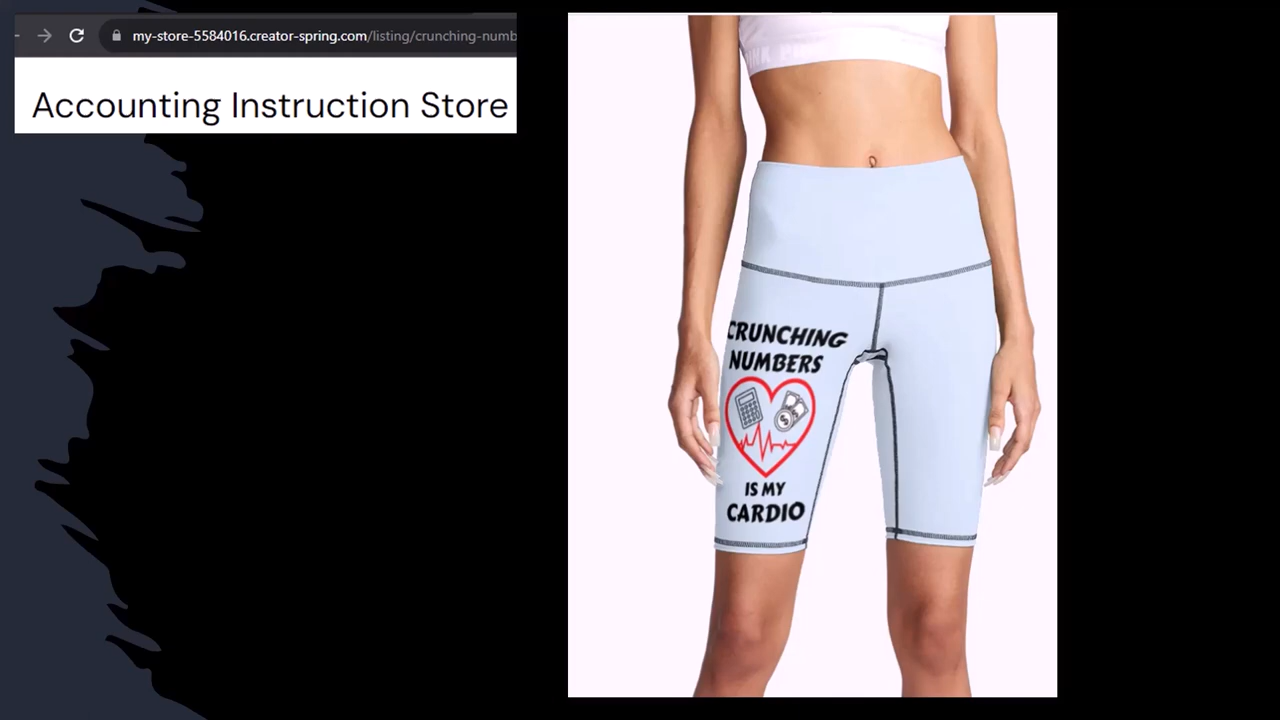 my-store-5584016.creator-spring.com/listing/crunching-numb
Accounting Instruction Store
CRUNCHING
NUMBERS
IS MY
CARDIO